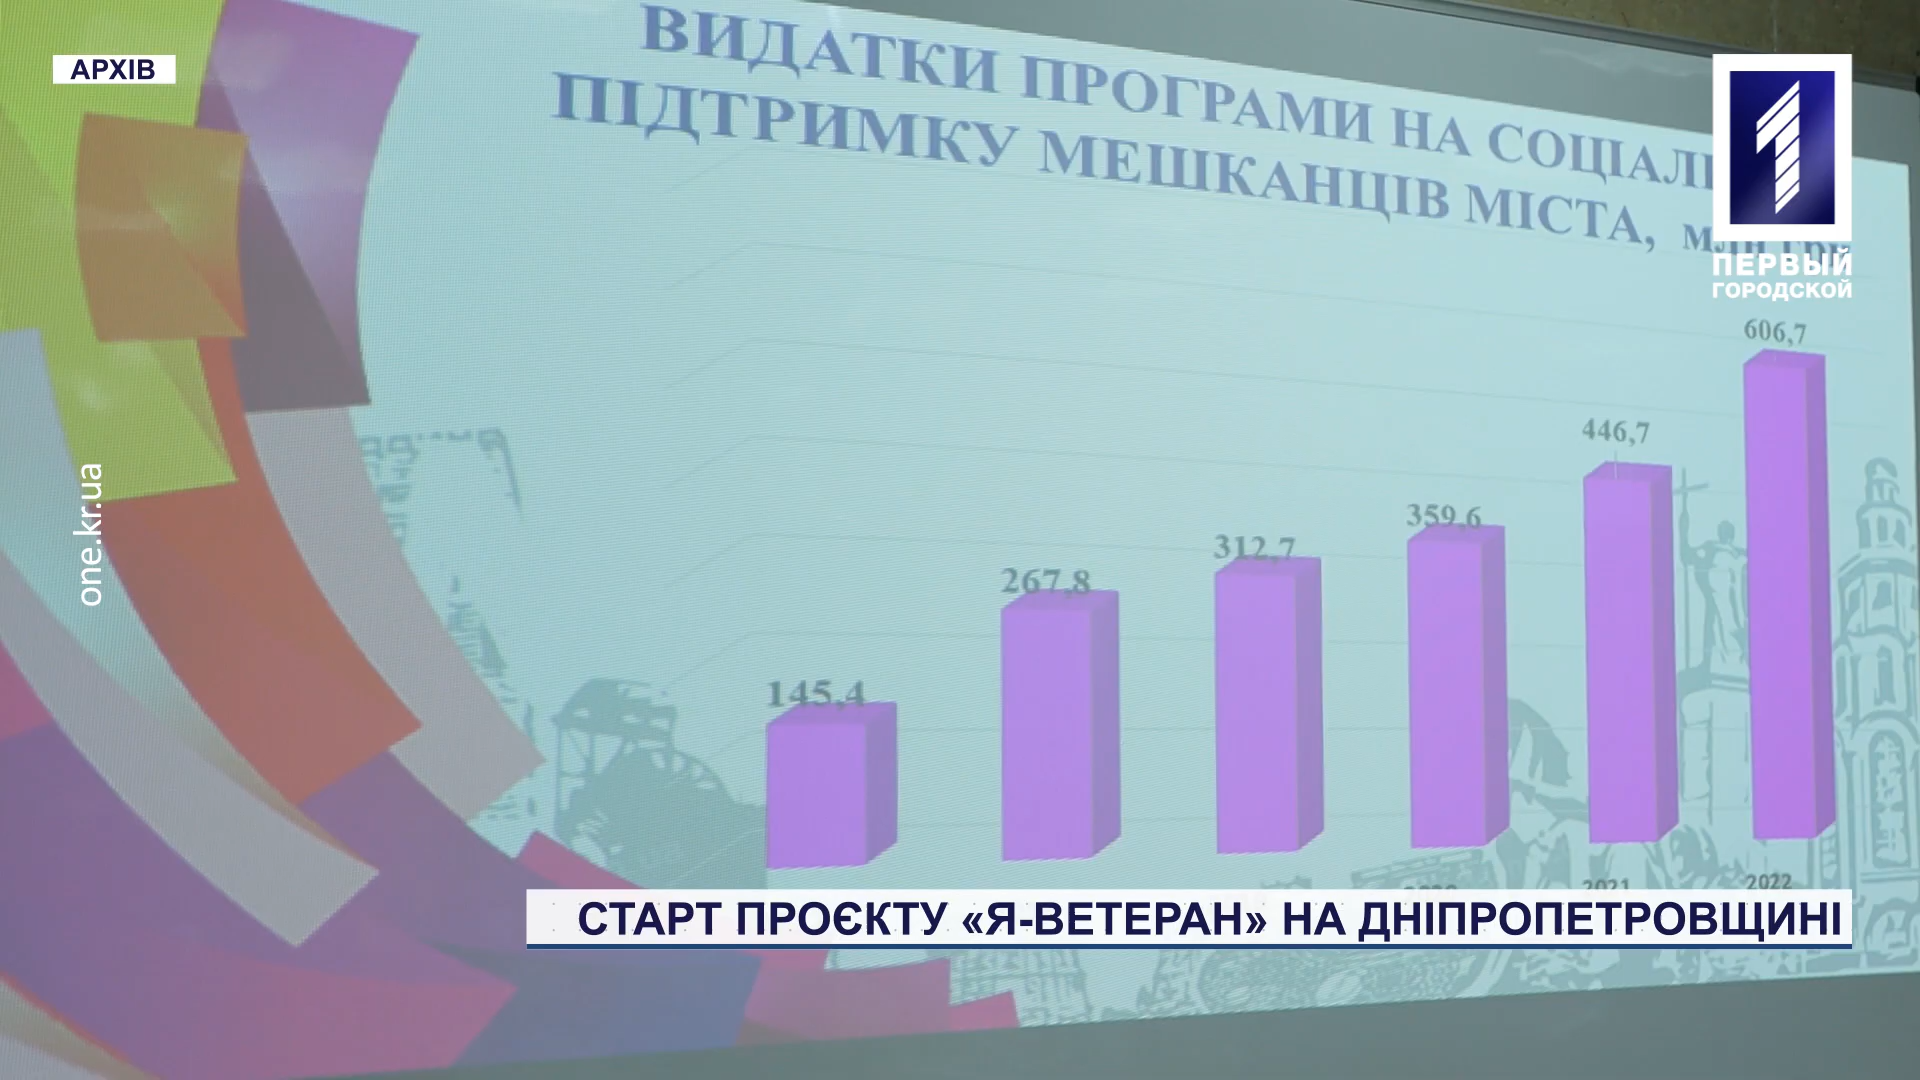 АРХІВ
ВИДАТКИ ПРОГРАМИ НА
ПІДТРИМКУ МЕШКАНЦІВ МІСТА, млн
ПЕРВЫЙ
ГОРОДСКОЙ
606,7
446,7
359,6
312,7
267,8
145,4
one.kr.ua
2021 2022
СТАРТ ПРОЄКТУ «Я-ВЕТЕРАН» НА ДНІПРОПЕТРОВЩИНІ